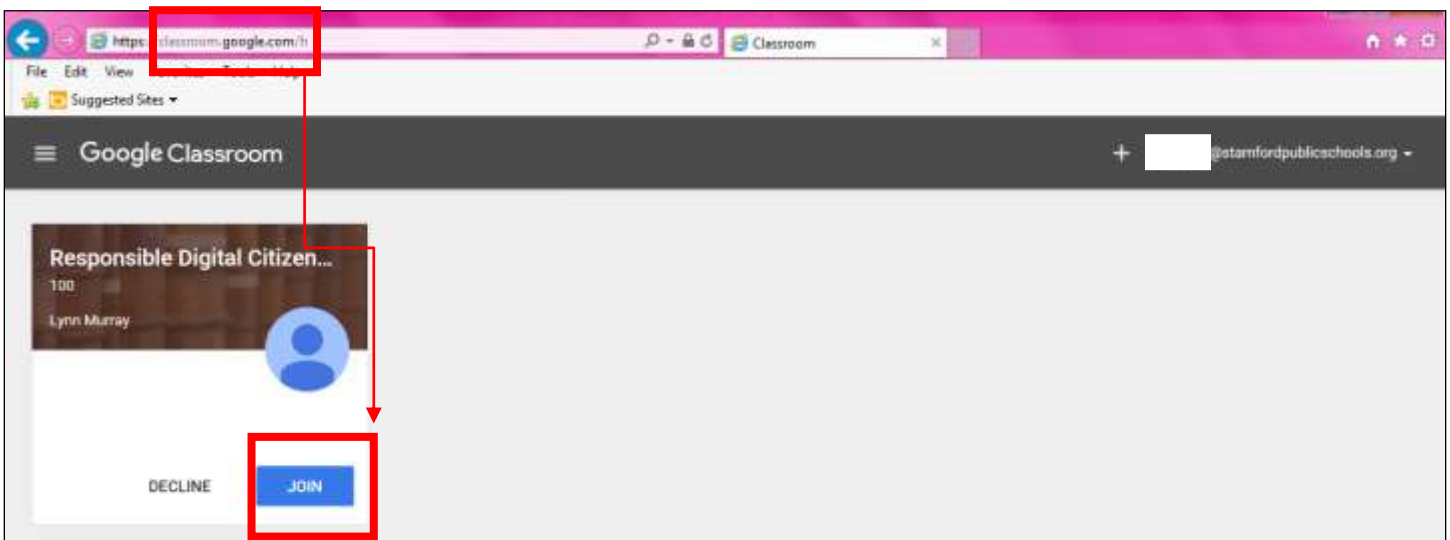 https classroom.google.com/h
Classroom
File Edit View
Suggested Sites
Google Classroom
+ @stamfordpublicschools.org
Responsible Digital Citizen...
100
Lynn Murray
DECLINE JOIN